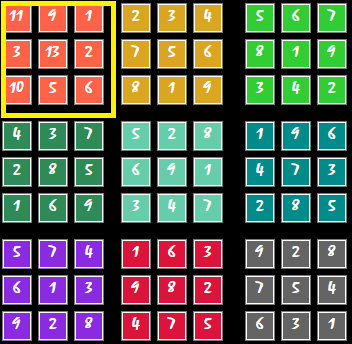 11 9 1 2 3 4 5 6 7
3 13 2 7 5 6 8 1 9
10 5 6 8 1 9 3 4 2
4 3 7 5 2 8 1 9 6
2 8 5 6 9 1 4 7 3
1 6 9 3 4 7 2 8 5
5 7 4 1 6 3 9 2 8
6 1 3 9 8 2 7 5 4
9 2 8 4 7 5 6 3 1